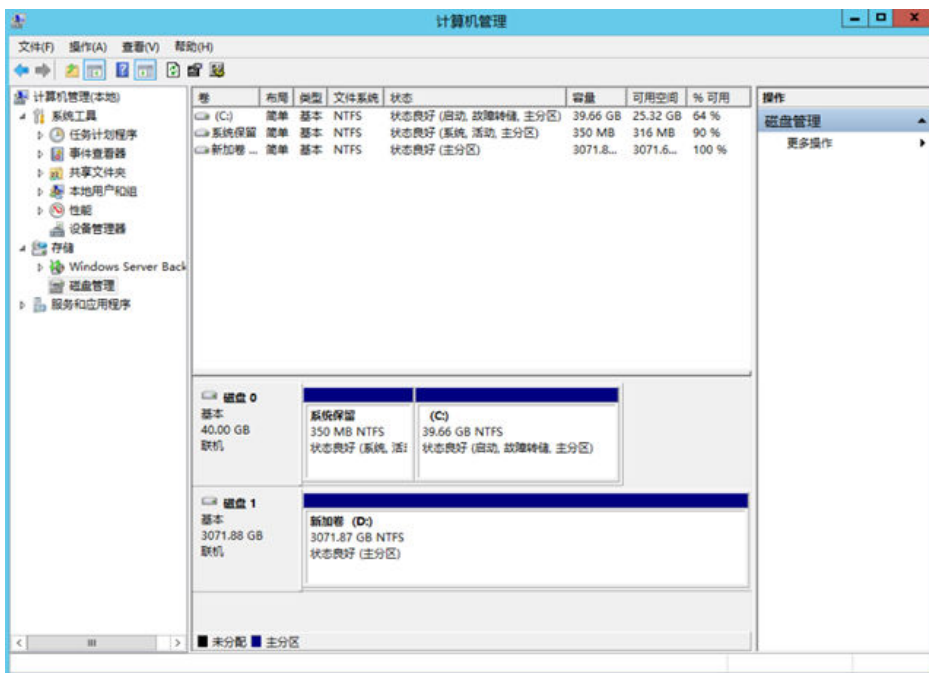 计算机管理
文件(F) 操作(A) 查看(V) 帮助(H)
计算机管理(本地)
系统工具
任务计划程序
事件查看器
共享文件夹
本地用户和组
性能
设备管理器
存储
Windows Server Back
磁盘管理
服务和应用程序
卷 布局 类型 文件系统 状态 容量 可用空间 % 可用
(C:) 简单 基本 NTFS 状态良好 (启动, 故障转储, 主分区) 39.66 GB 25.32 GB 64 %
系统保留 简单 基本 NTFS 状态良好 (系统, 活动, 主分区) 350 MB 316 MB 90 %
新加卷 ... 简单 基本 NTFS 状态良好 (主分区) 3071.8... 3071.6... 100 %
磁盘 0
基本
40.00 GB
联机
系统保留
350 MB NTFS
状态良好 (系统, 活
(C:)
39.66 GB NTFS
状态良好 (启动, 故障转储, 主分区)
磁盘 1
基本
3071.88 GB
联机
新加卷 (D:)
3071.87 GB NTFS
状态良好 (主分区)
未分配 主分区
操作
磁盘管理
更多操作